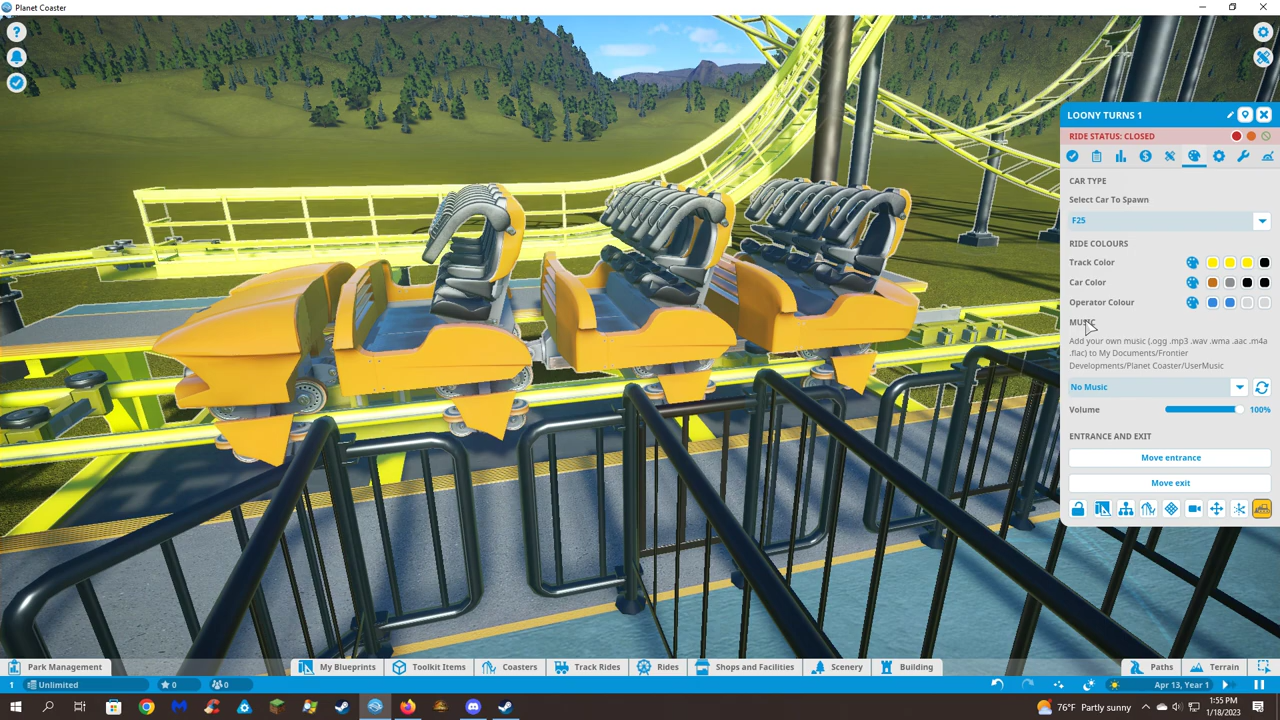 Planet Coaster
LOONY TURNS 1
RIDE STATUS: CLOSED
CAR TYPE
Select Car To Spawn
F25
RIDE COLOURS
Track Color
Car Color
Operator Colour
MUSIC
Add your own music (.ogg .mp3 .wav .wma .aac .m4a
.flac) to My Documents/Frontier
Developments/Planet Coaster/UserMusic
No Music
Volume 100%
ENTRANCE AND EXIT
Move entrance
Move exit
Park Management My Blueprints Toolkit Items Coasters Track Rides Rides Shops and Facilities Scenery Building Paths Terrain
1 Unlimited 0 0 Apr 13, Year 1
76°F Partly sunny 1:55 PM
1/18/2023